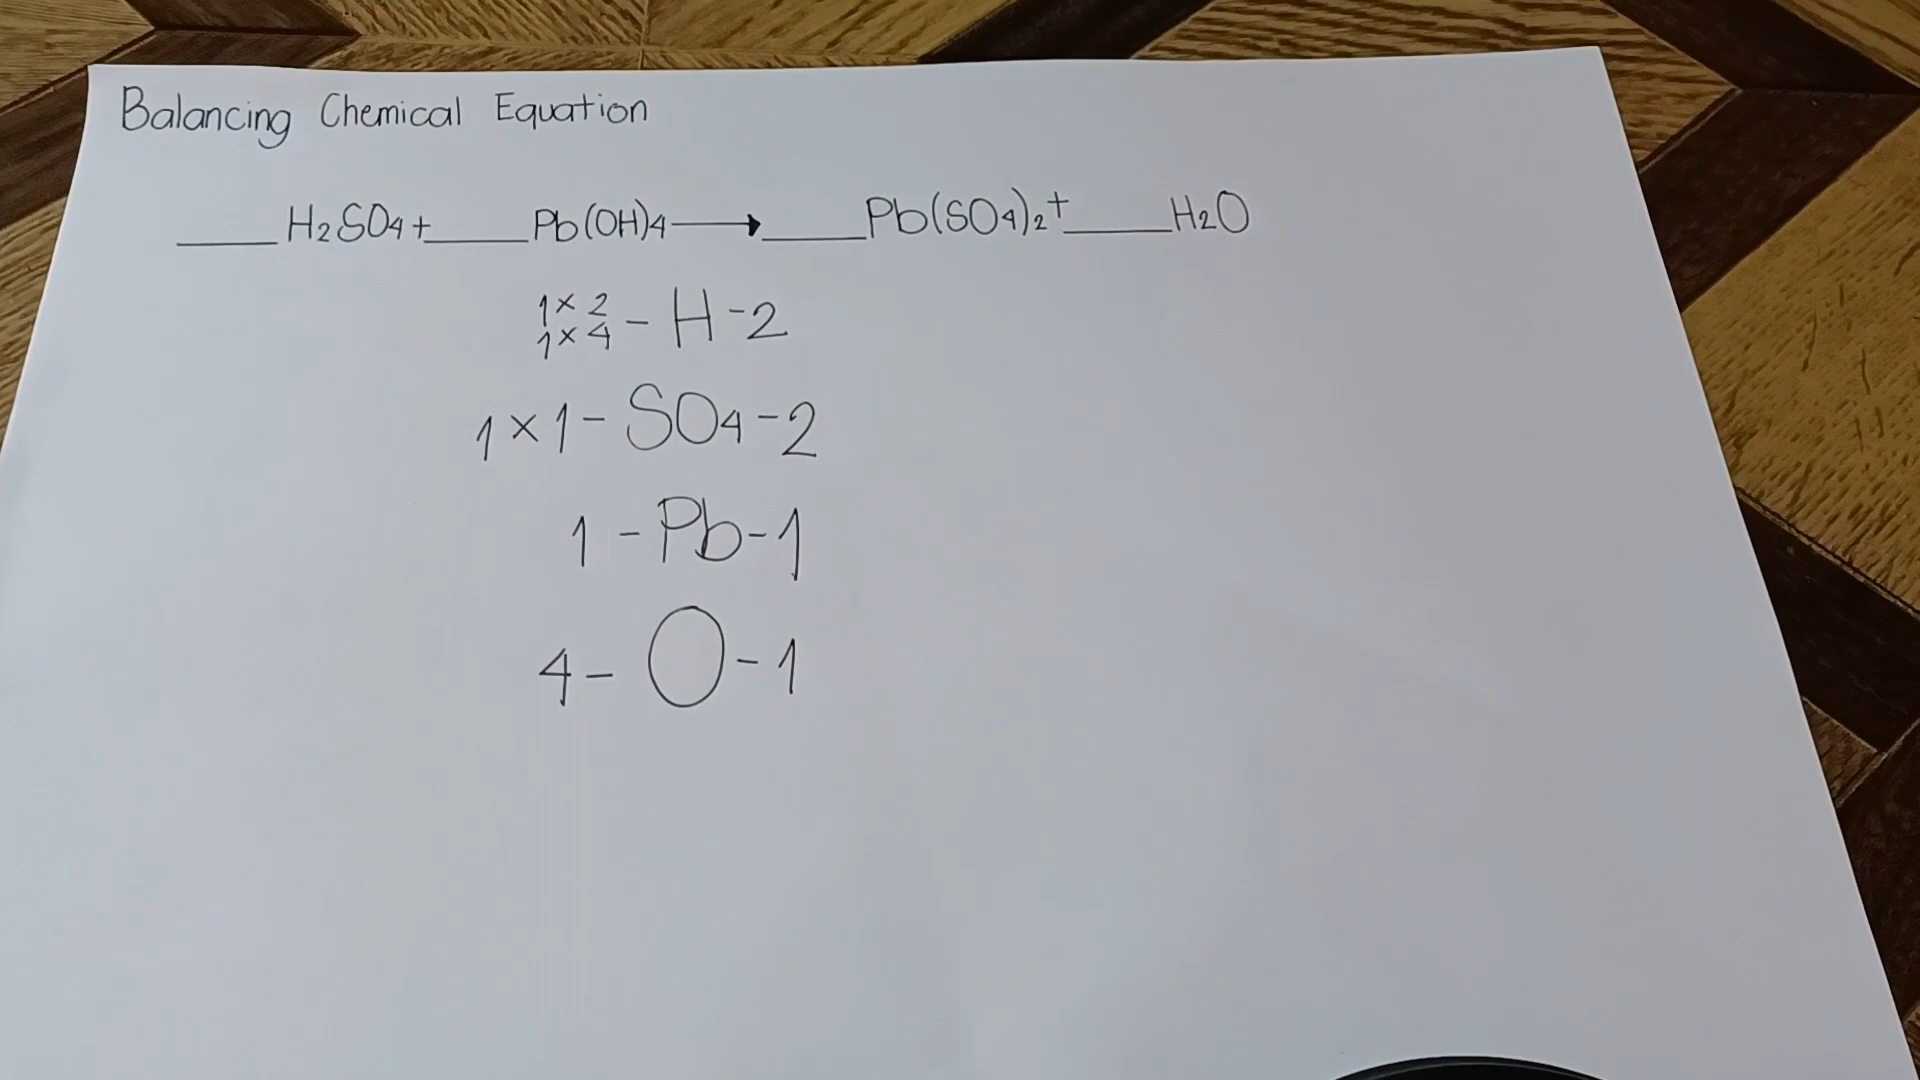 Balancing Chemical Equation
____H2SO4+____Pb(OH)4⟶____Pb(SO4)2+____H2O
1×2
1×4 - H-2
1×1- SO4-2
1-Pb-1
4-O-1